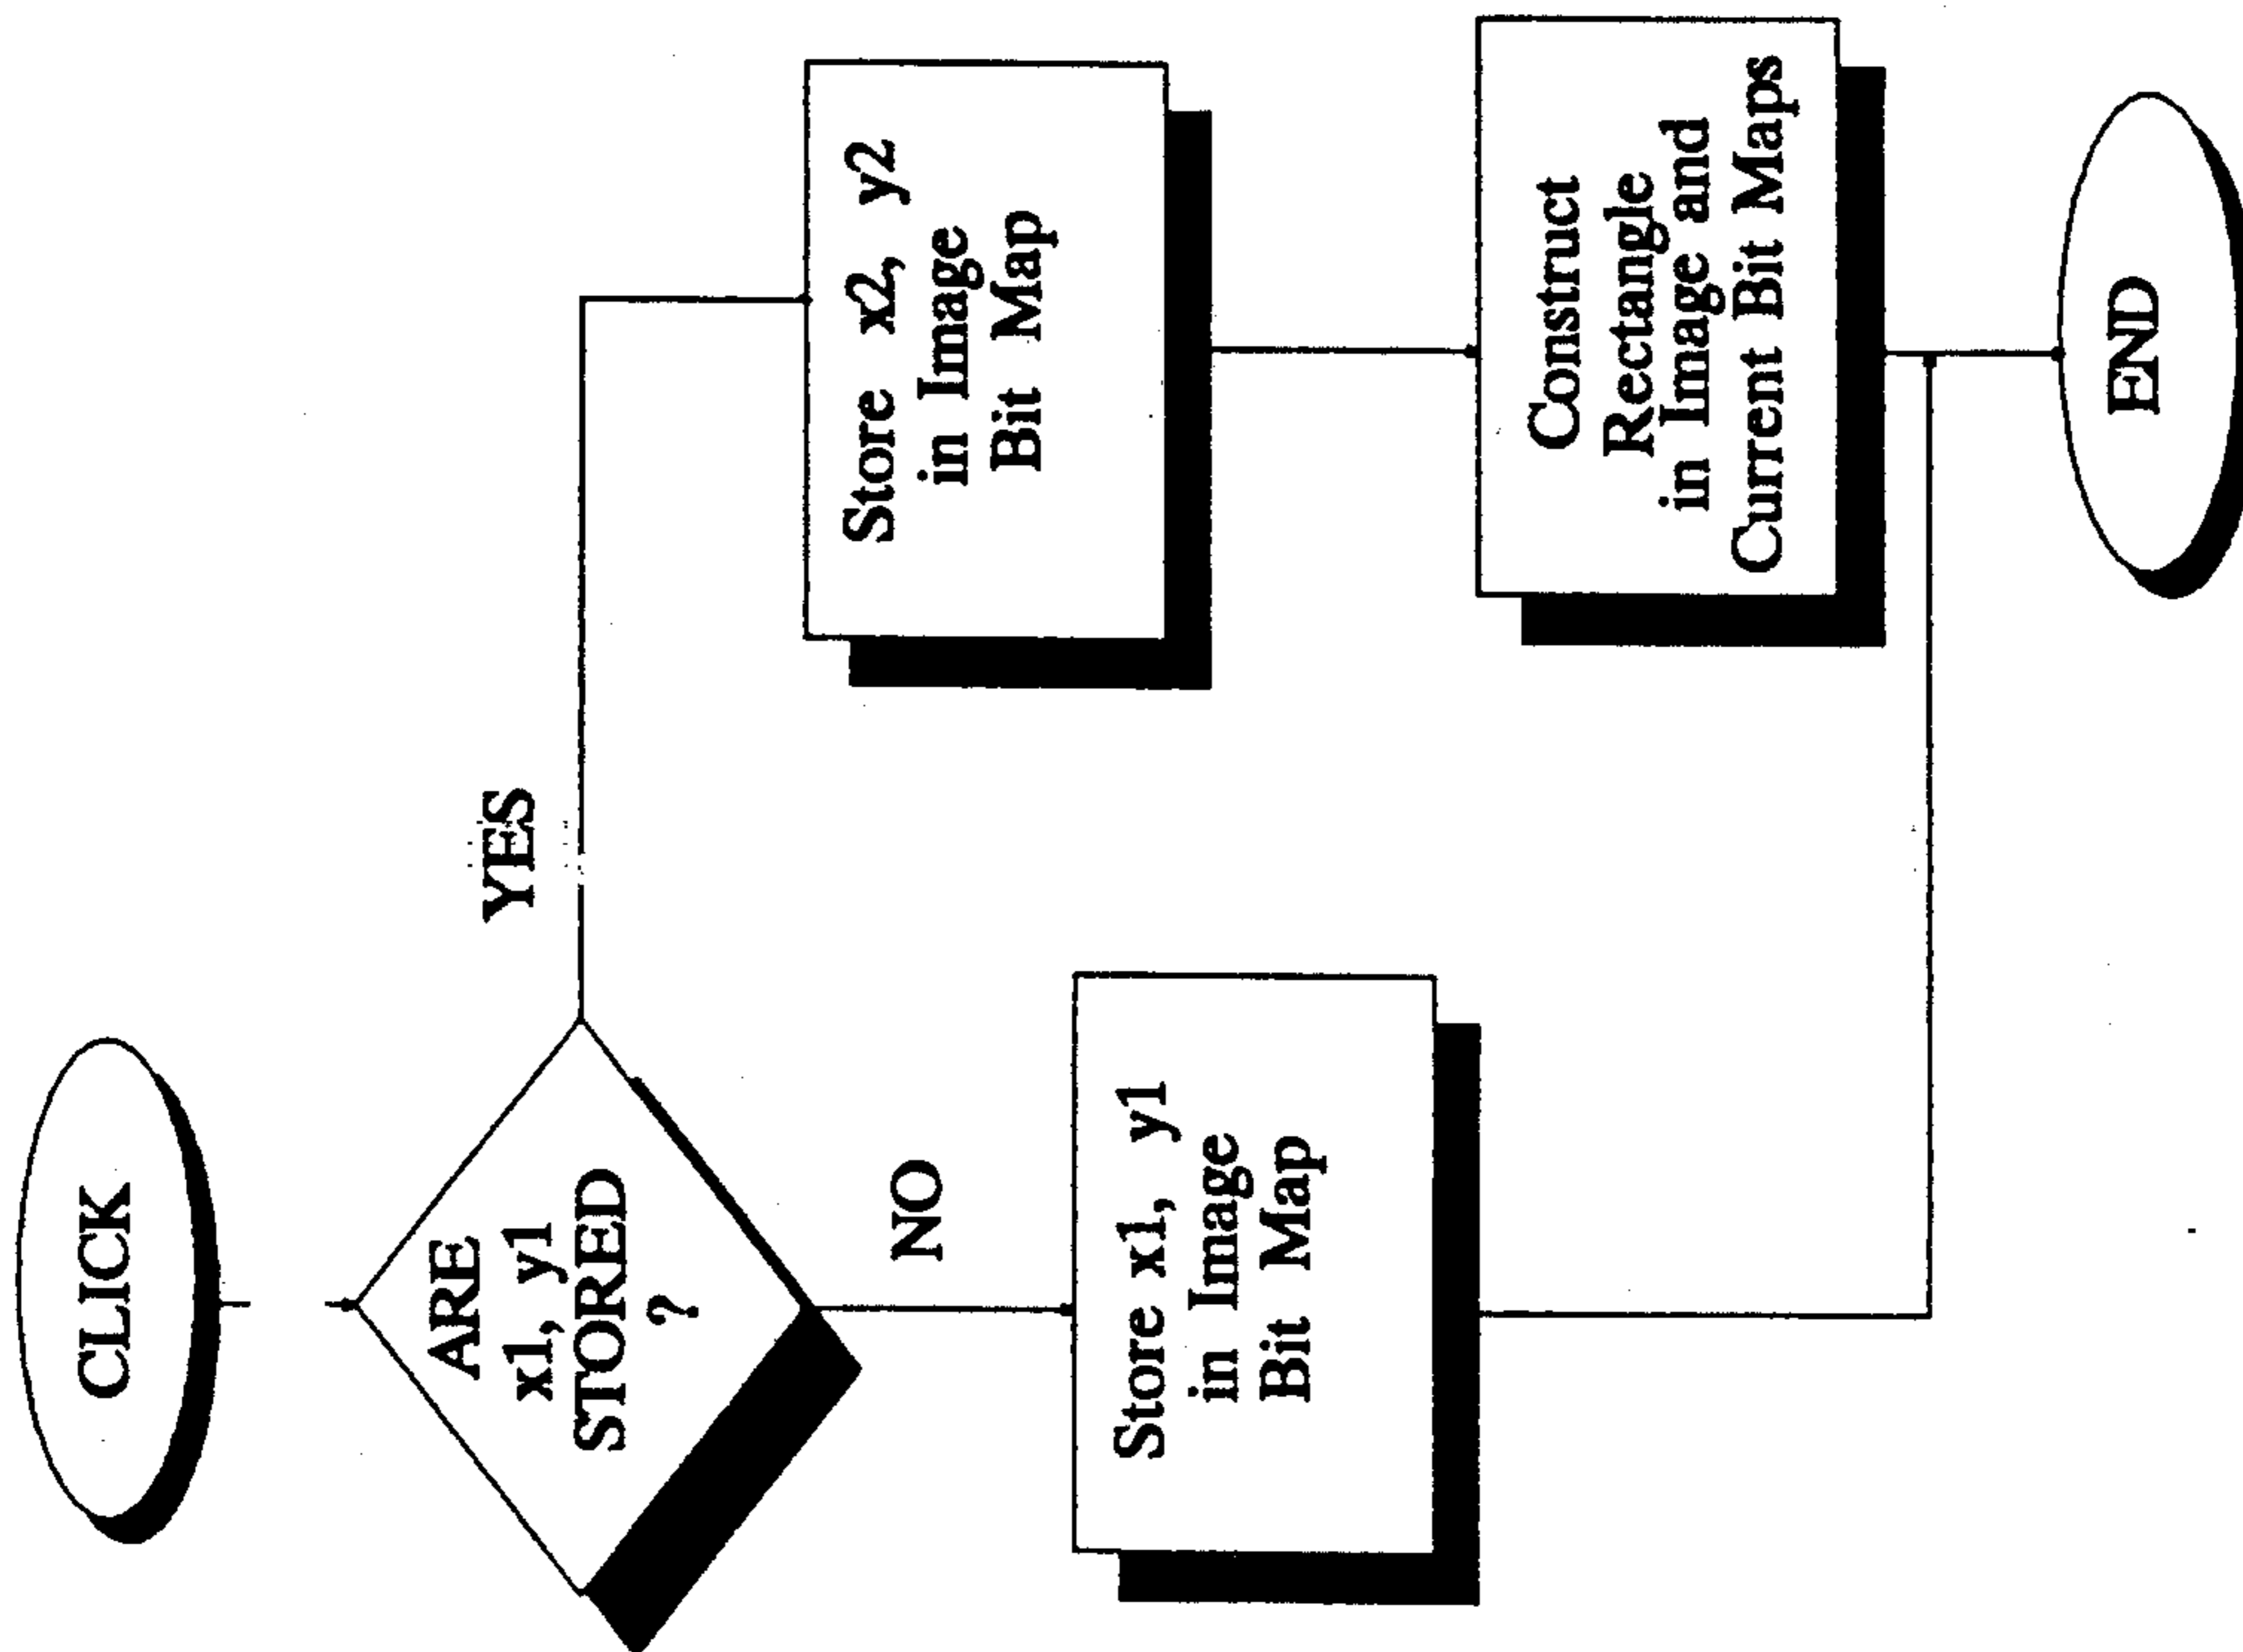 CLICK
ARE
x1, y1
STORED
?
YES
NO
Store x2, y2
in Image
Bit Map
Store x1, y1
in Image
Bit Map
Construct
Rectangle
in Image and
Current Bit Maps
END